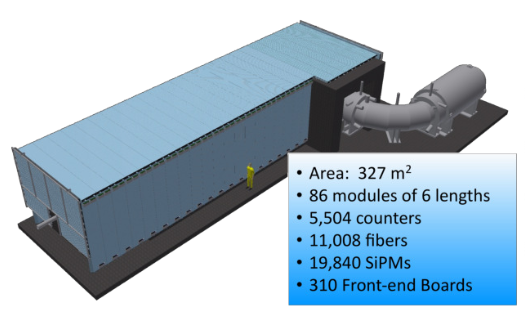 • Area: 327 m²
• 86 modules of 6 lengths
• 5,504 counters
• 11,008 fibers
• 19,840 SiPMs
• 310 Front-end Boards